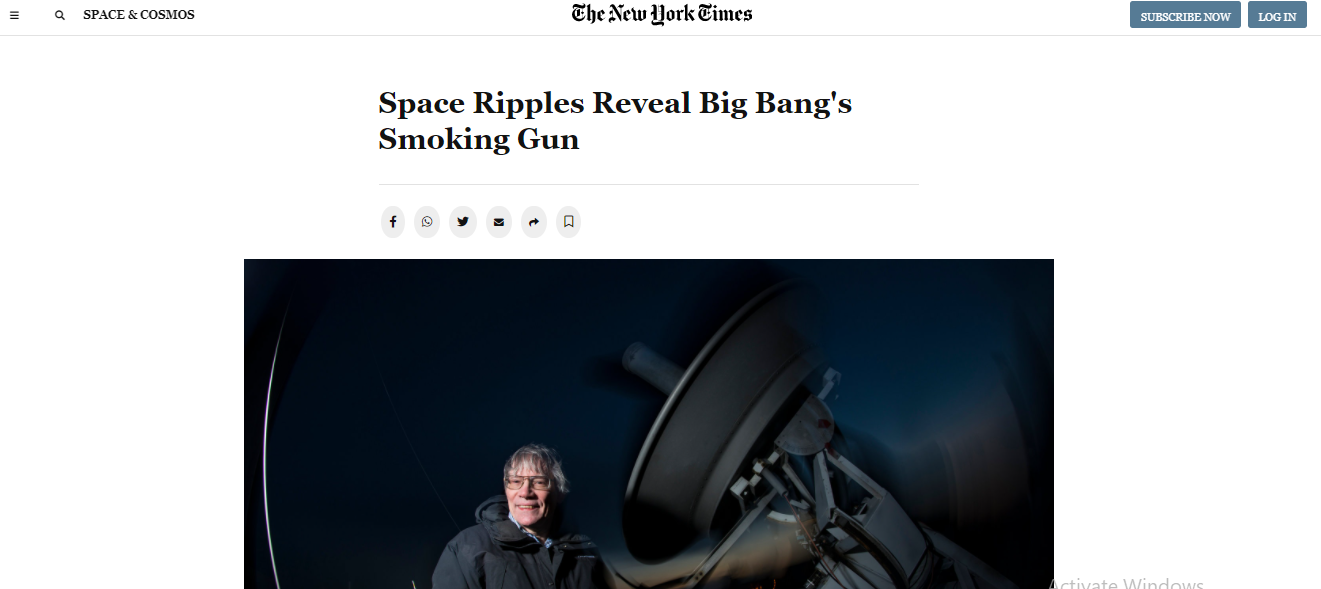 SPACE & COSMOS
The New York Times
SUBSCRIBE NOW
LOG IN
Space Ripples Reveal Big Bang's
Smoking Gun
Activate Windows